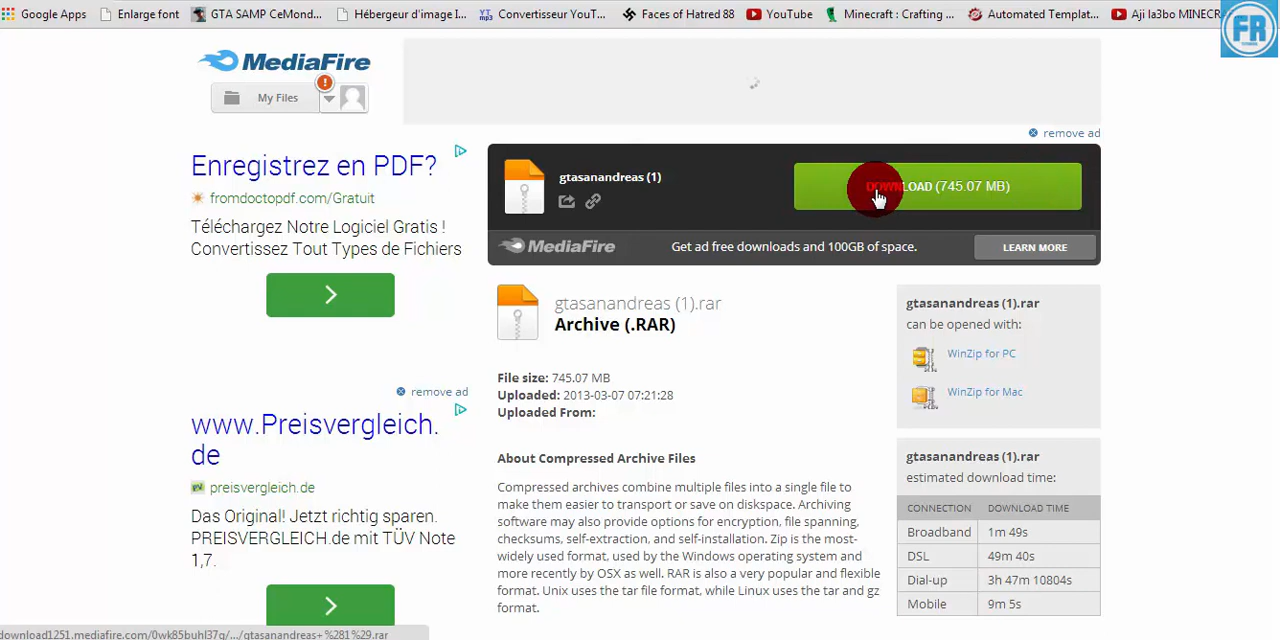 Google Apps Enlarge font GTA SAMP CeMond... Hébergeur d'image I... Convertisseur YouT... Faces of Hatred 88 YouTube Minecraft : Crafting ... Automated Templat... Aji la3bo MINECR
FR
MediaFire
!
My Files
remove ad
Enregistrez en PDF?
fromdoctopdf.com/Gratuit
Téléchargez Notre Logiciel Gratis !
Convertissez Tout Types de Fichiers
gtasanandreas (1)
DOWNLOAD (745.07 MB)
MediaFire Get ad free downloads and 100GB of space. LEARN MORE
gtasanandreas (1).rar
Archive (.RAR)
File size: 745.07 MB
Uploaded: 2013-03-07 07:21:28
Uploaded From:
gtasanandreas (1).rar
can be opened with:
WinZip for PC
WinZip for Mac
remove ad
www.Preisvergleich.
de
preisvergleich.de
Das Original! Jetzt richtig sparen.
PREISVERGLEICH.de mit TÜV Note
1,7.
About Compressed Archive Files
Compressed archives combine multiple files into a single file to
make them easier to transport or save on diskspace. Archiving
software may also provide options for encryption, file spanning,
checksums, self-extraction, and self-installation. Zip is the most-
widely used format, used by the Windows operating system and
more recently by OSX as well. RAR is also a very popular and flexible
format. Unix uses the tar file format, while Linux uses the tar and gz
format.
gtasanandreas (1).rar
estimated download time:
CONNECTION DOWNLOAD TIME
Broadband 1m 49s
DSL 49m 40s
Dial-up 3h 47m 10804s
Mobile 9m 5s
download1251.mediafire.com/0wk85buhl37g/.../gtasanandreas+%281%29.rar